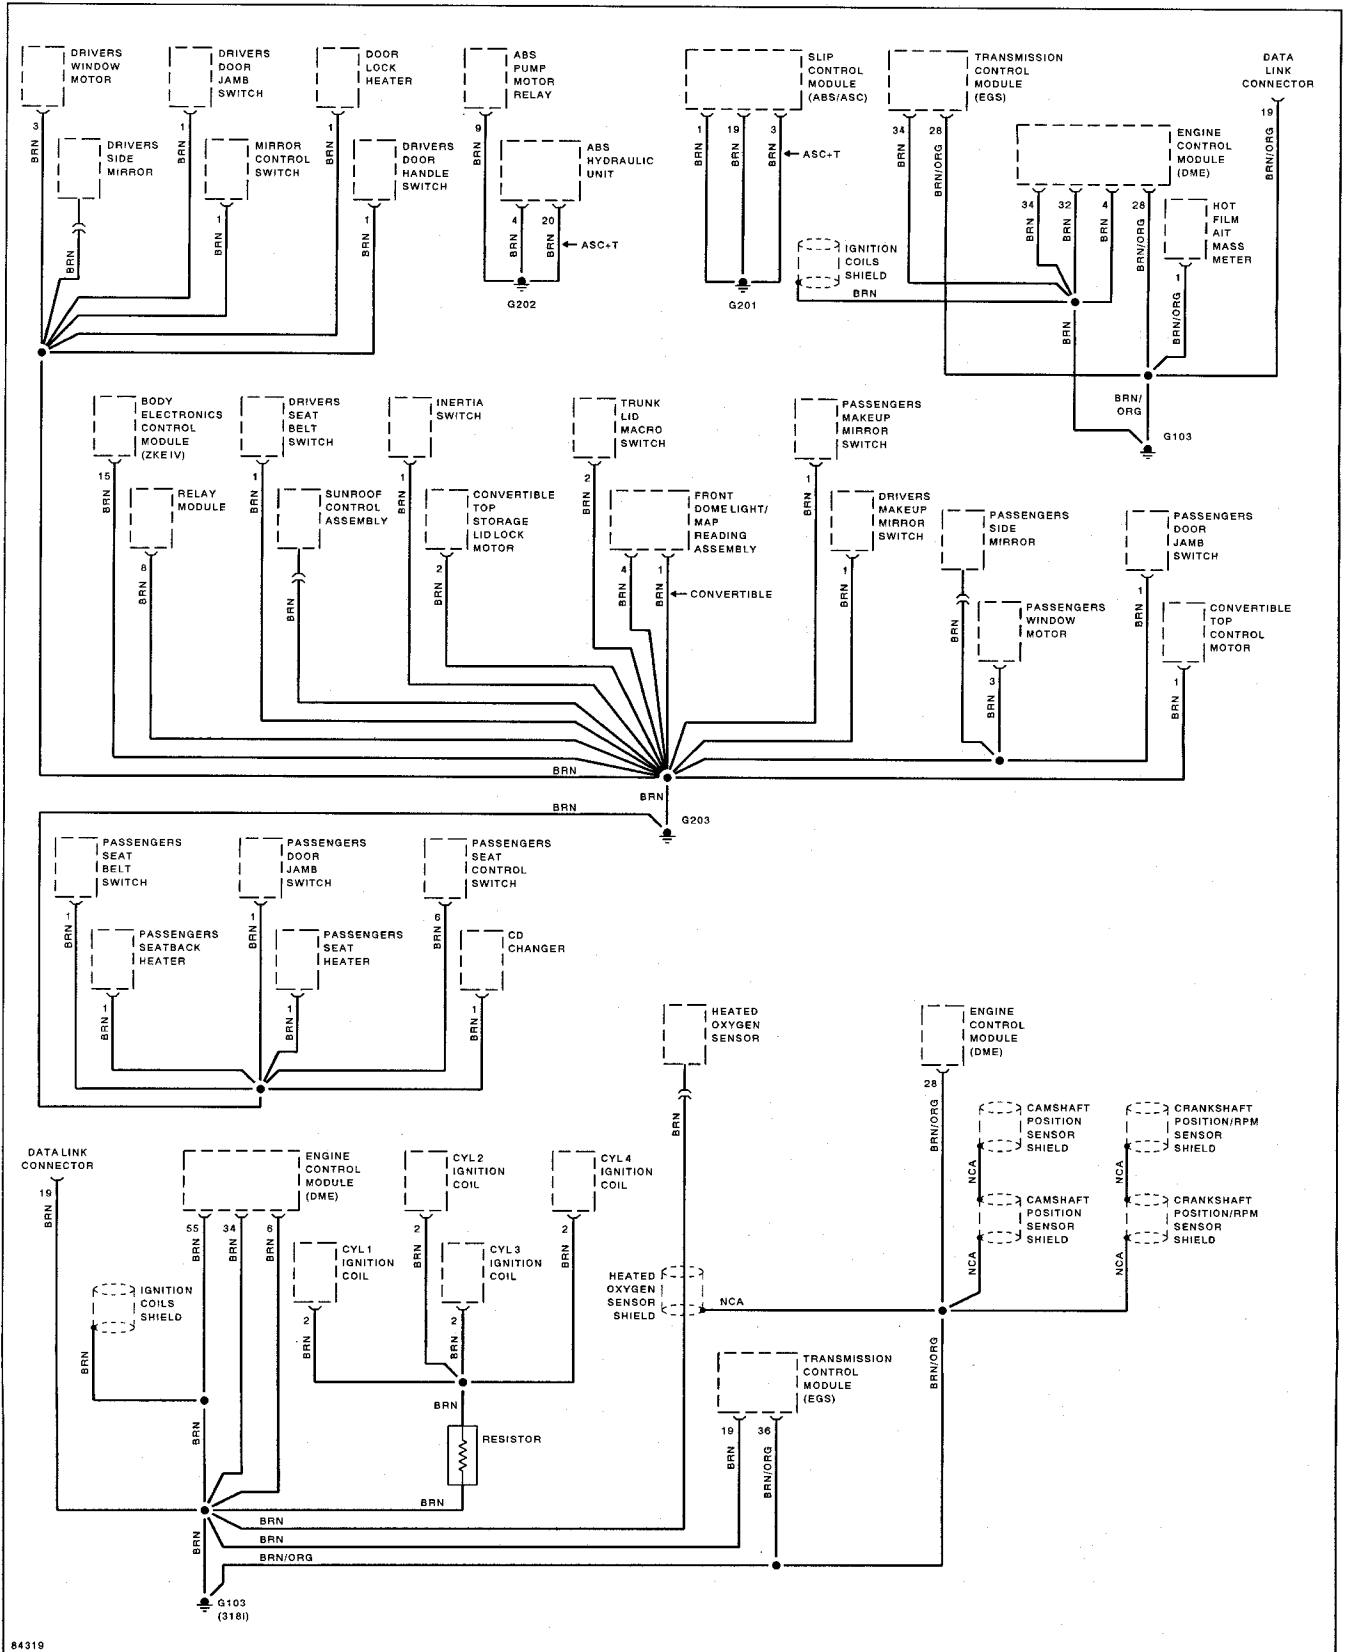 DRIVERS
WINDOW
MOTOR
3
BRN
DRIVERS
SIDE
MIRROR
BRN
DRIVERS
DOOR
JAMB
SWITCH
1
BRN
MIRROR
CONTROL
SWITCH
1
BRN
DOOR
LOCK
HEATER
1
BRN
DRIVERS
DOOR
HANDLE
SWITCH
1
BRN
ABS
PUMP
MOTOR
RELAY
9
BRN
ABS
HYDRAULIC
UNIT
4
BRN
20
BRN
ASC+T
G202
SLIP
CONTROL
MODULE
(ABS/ASC)
1
BRN
19
BRN
3
BRN
ASC+T
G201
IGNITION
COILS
SHIELD
BRN
TRANSMISSION
CONTROL
MODULE
(EGS)
34
BRN
28
BRN/ORG
ENGINE
CONTROL
MODULE
(DME)
34
BRN
32
BRN
4
BRN
28
BRN/ORG
DATA
LINK
CONNECTOR
19
BRN/ORG
HOT
FILM
AIT
MASS
METER
1
BRN/ORG
BRN
BRN/
ORG
G103
BODY
ELECTRONICS
CONTROL
MODULE
(ZKEIV)
15
BRN
RELAY
MODULE
8
BRN
DRIVERS
SEAT
BELT
SWITCH
1
BRN
SUNROOF
CONTROL
ASSEMBLY
BRN
INERTIA
SWITCH
1
BRN
CONVERTIBLE
TOP
STORAGE
LID LOCK
MOTOR
2
BRN
TRUNK
LID
MACRO
SWITCH
2
BRN
FRONT
DOME LIGHT/
MAP
READING
ASSEMBLY
4
BRN
1
BRN
CONVERTIBLE
PASSENGERS
MAKEUP
MIRROR
SWITCH
1
BRN
DRIVERS
MAKEUP
MIRROR
SWITCH
1
BRN
PASSENGERS
SIDE
MIRROR
BRN
PASSENGERS
WINDOW
MOTOR
3
BRN
PASSENGERS
DOOR
JAMB
SWITCH
1
BRN
CONVERTIBLE
TOP
CONTROL
MOTOR
1
BRN
BRN
BRN
BRN
G203
PASSENGERS
SEAT
BELT
SWITCH
1
BRN
PASSENGERS
SEATBACK
HEATER
1
BRN
PASSENGERS
DOOR
JAMB
SWITCH
1
BRN
PASSENGERS
SEAT
HEATER
1
BRN
PASSENGERS
SEAT
CONTROL
SWITCH
6
BRN
CD
CHANGER
1
BRN
HEATED
OXYGEN
SENSOR
BRN
ENGINE
CONTROL
MODULE
(DME)
28
BRN/ORG
CAMSHAFT
POSITION
SENSOR
SHIELD
NCA
CAMSHAFT
POSITION
SENSOR
SHIELD
NCA
CRANKSHAFT
POSITION/RPM
SENSOR
SHIELD
NCA
CRANKSHAFT
POSITION/RPM
SENSOR
SHIELD
NCA
DATA LINK
CONNECTOR
19
BRN
ENGINE
CONTROL
MODULE
(DME)
55
BRN
34
BRN
6
BRN
IGNITION
COILS
SHIELD
BRN
CYL 1
IGNITION
COIL
2
BRN
CYL 2
IGNITION
COIL
2
BRN
CYL 3
IGNITION
COIL
2
BRN
CYL 4
IGNITION
COIL
2
BRN
HEATED
OXYGEN
SENSOR
SHIELD
NCA
BRN/ORG
TRANSMISSION
CONTROL
MODULE
(EGS)
19
BRN
36
BRN/ORG
BRN
RESISTOR
BRN
BRN
BRN
BRN
BRN/ORG
BRN
G103
(318I)
84319